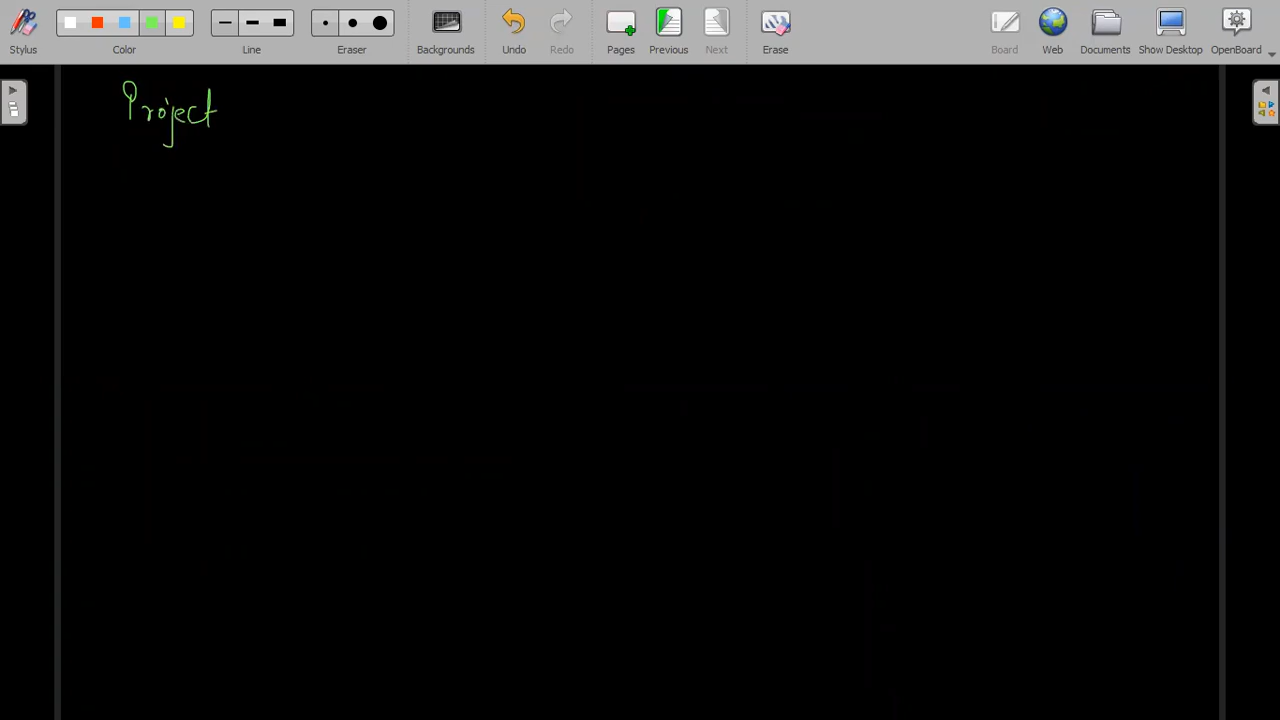 Stylus
Color
Line
Eraser
Backgrounds
Undo
Redo
Pages
Previous
Next
Erase
Board
Web
Documents
Show Desktop
OpenBoard
Project